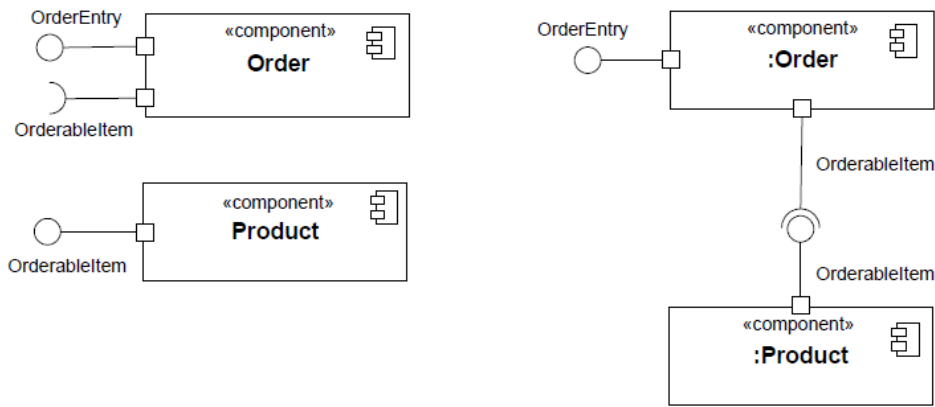 OrderEntry
«component»
Order
OrderableItem
«component»
Product
OrderableItem
OrderEntry
«component»
:Order
OrderableItem
OrderableItem
«component»
:Product